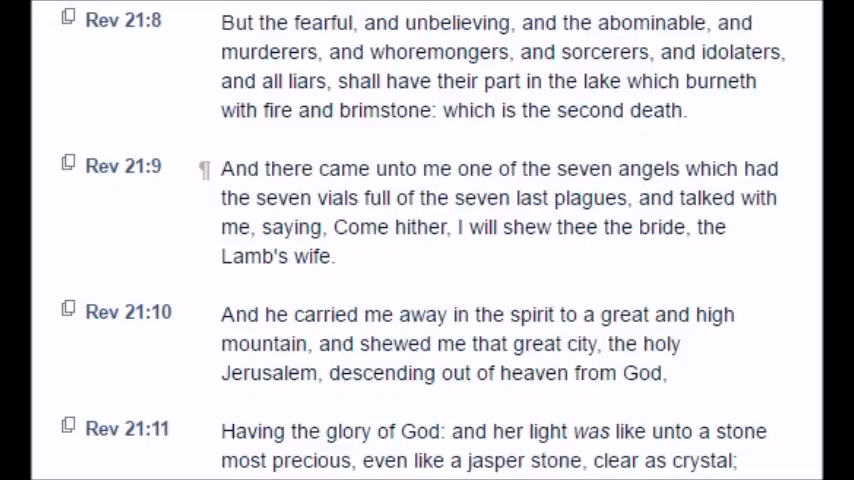 Rev 21:8 But the fearful, and unbelieving, and the abominable, and
murderers, and whoremongers, and sorcerers, and idolaters,
and all liars, shall have their part in the lake which burneth
with fire and brimstone: which is the second death.
Rev 21:9 ¶ And there came unto me one of the seven angels which had
the seven vials full of the seven last plagues, and talked with
me, saying, Come hither, I will shew thee the bride, the
Lamb's wife.
Rev 21:10 And he carried me away in the spirit to a great and high
mountain, and shewed me that great city, the holy
Jerusalem, descending out of heaven from God,
Rev 21:11 Having the glory of God: and her light was like unto a stone
most precious, even like a jasper stone, clear as crystal;